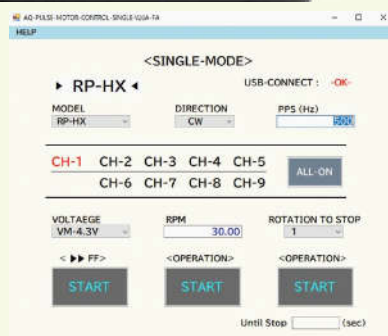 AQ-PULSE-MOTOR-CONTROL-SINGLE-VUJA-FA
HELP
<SINGLE-MODE>
▶ RP-HX ◀
USB-CONNECT : -OK-
MODEL DIRECTION PPS (Hz)
RP-HX CW 500
CH-1 CH-2 CH-3 CH-4 CH-5
CH-6 CH-7 CH-8 CH-9
ALL-ON
VOLTAEGE RPM ROTATION TO STOP
VM-4.3V 30.00 1
< ▶▶ FF> <OPERATION> <OPERATION>
START START START
Until Stop (sec)